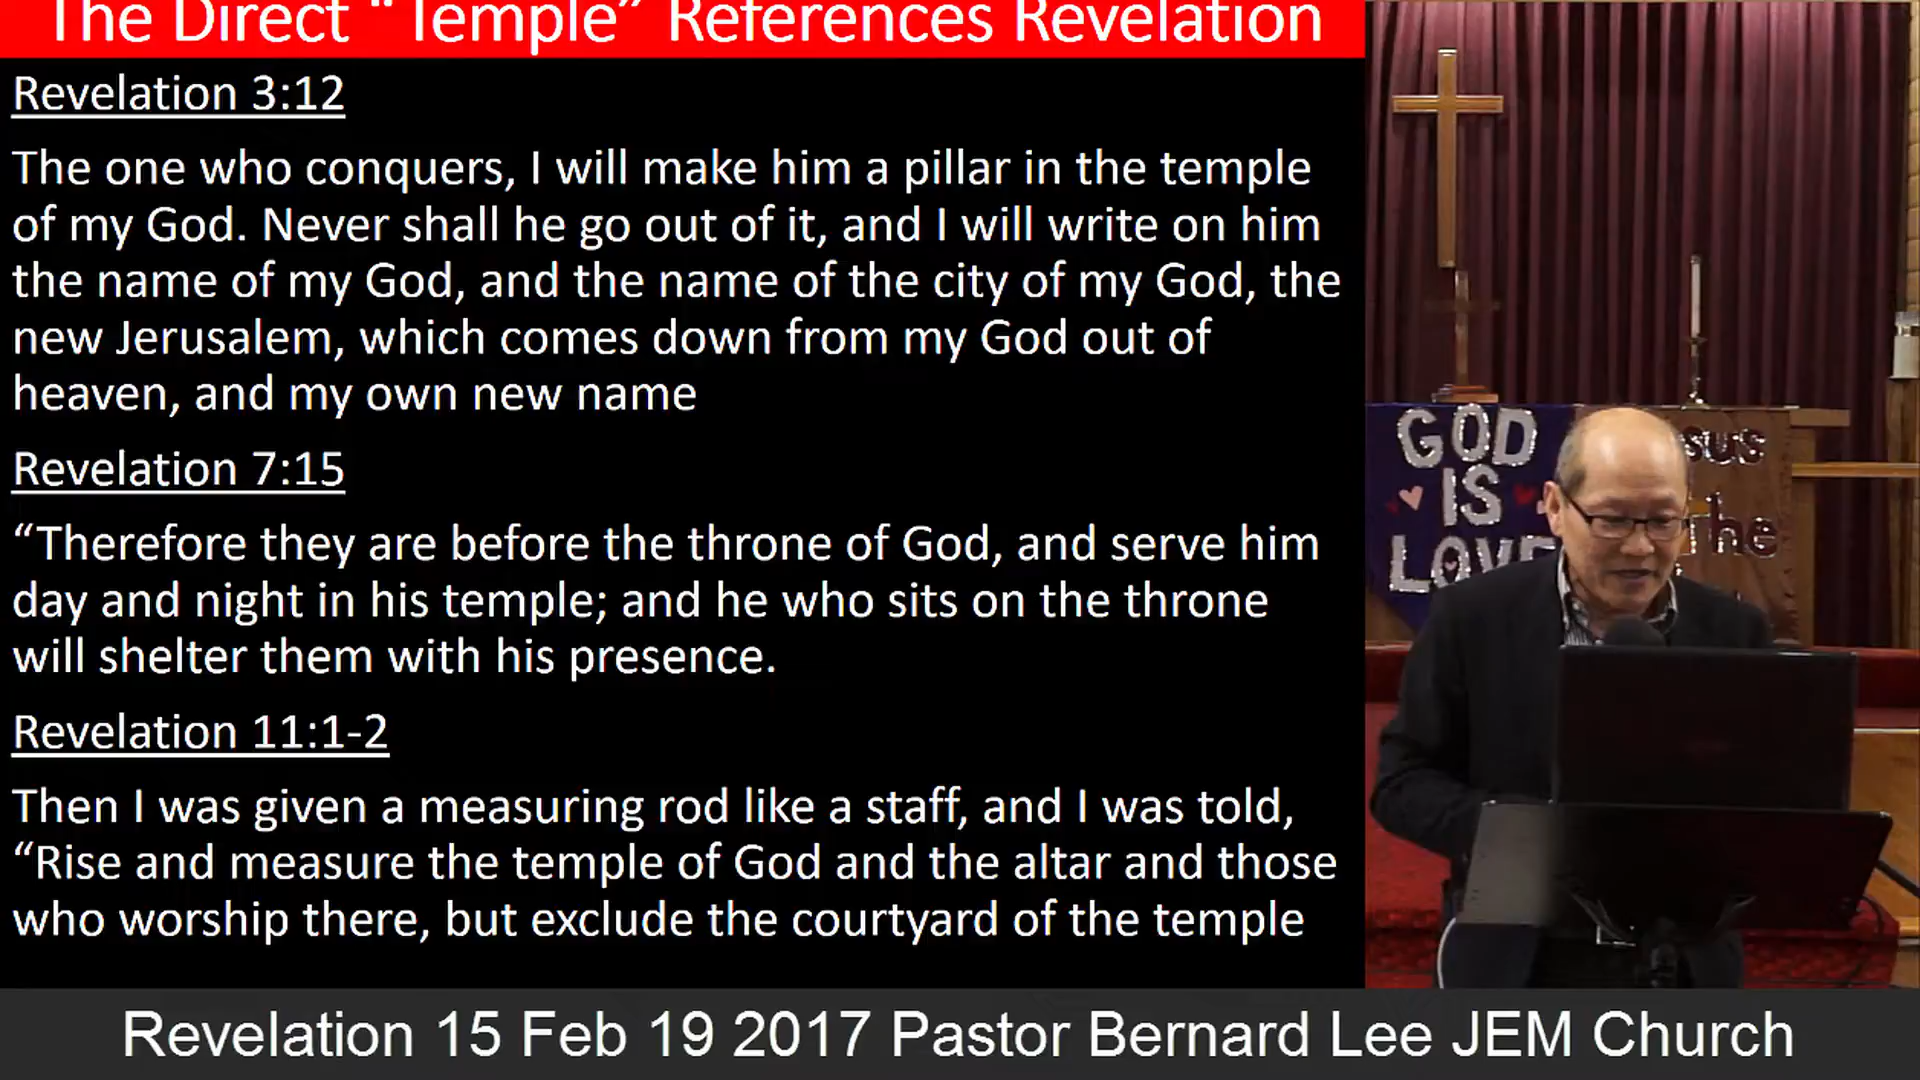 The Direct “Temple” References Revelation
Revelation 3:12
The one who conquers, I will make him a pillar in the temple
of my God. Never shall he go out of it, and I will write on him
the name of my God, and the name of the city of my God, the
new Jerusalem, which comes down from my God out of
heaven, and my own new name
Revelation 7:15
“Therefore they are before the throne of God, and serve him
day and night in his temple; and he who sits on the throne
will shelter them with his presence.
Revelation 11:1-2
Then I was given a measuring rod like a staff, and I was told,
“Rise and measure the temple of God and the altar and those
who worship there, but exclude the courtyard of the temple
GOD
IS
LOVE
the
Revelation 15 Feb 19 2017 Pastor Bernard Lee JEM Church